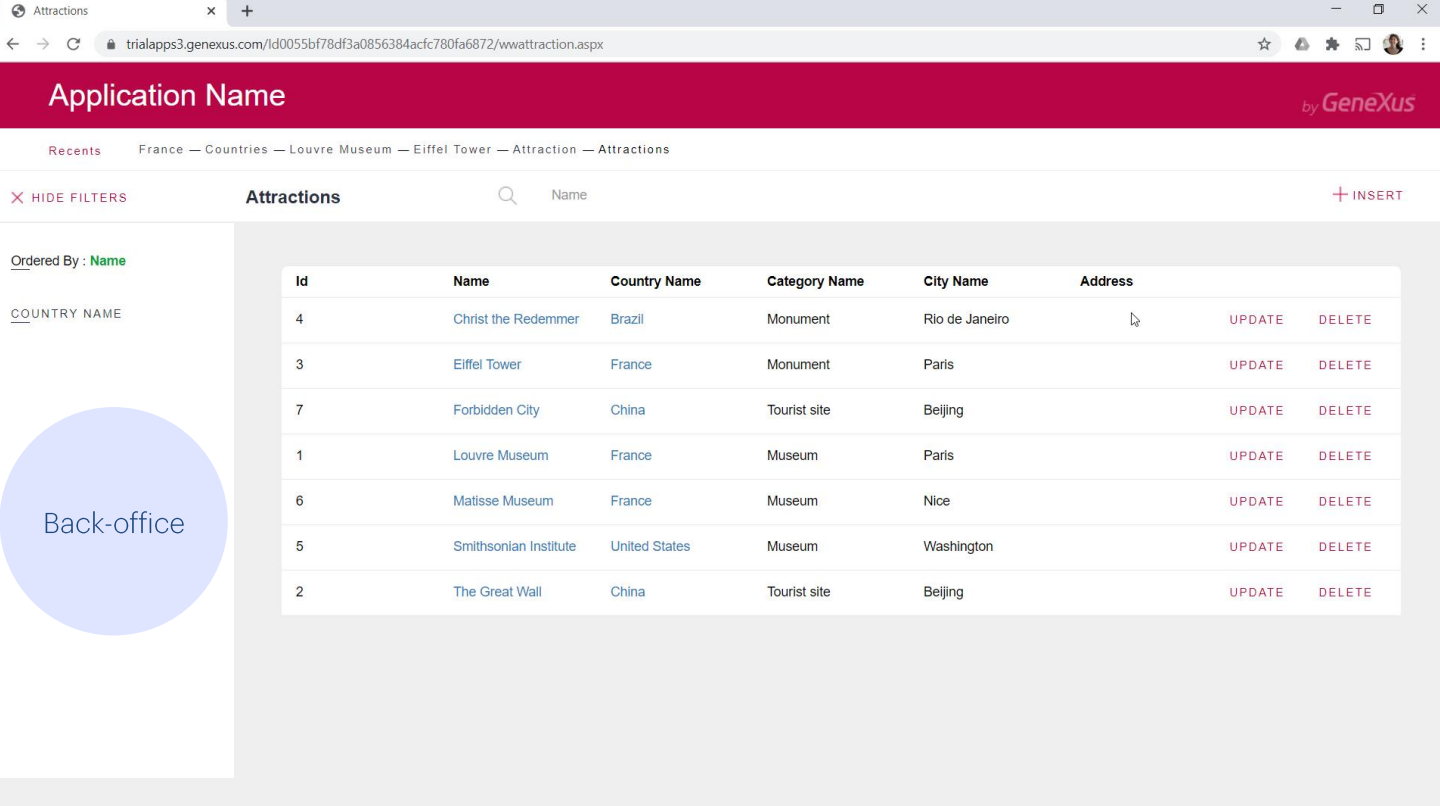 Attractions
trialapps3.genexus.com/Id0055bf78df3a0856384acfc780fa6872/wwattraction.aspx
Application Name
by GeneXus
Recents France — Countries — Louvre Museum — Eiffel Tower — Attraction — Attractions
HIDE FILTERS Attractions Name INSERT
Ordered By : Name
COUNTRY NAME
Id Name Country Name Category Name City Name Address
4 Christ the Redemmer Brazil Monument Rio de Janeiro UPDATE DELETE
3 Eiffel Tower France Monument Paris UPDATE DELETE
7 Forbidden City China Tourist site Beijing UPDATE DELETE
1 Louvre Museum France Museum Paris UPDATE DELETE
6 Matisse Museum France Museum Nice UPDATE DELETE
5 Smithsonian Institute United States Museum Washington UPDATE DELETE
2 The Great Wall China Tourist site Beijing UPDATE DELETE
Back-office